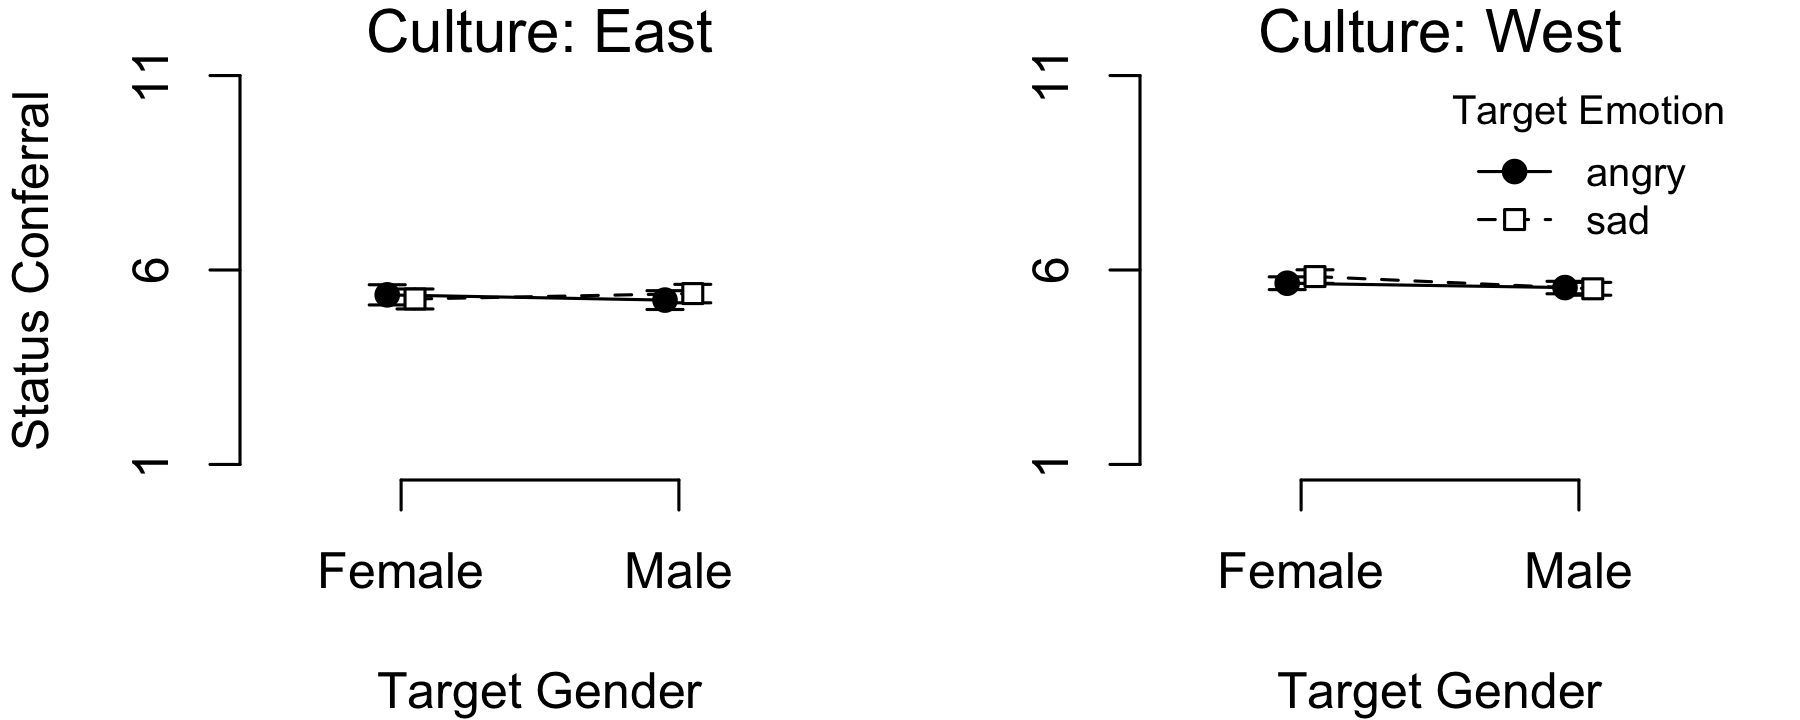 Culture: East
Status Conferral
11
6
1
Female Male
Target Gender
Culture: West
11
6
1
Target Emotion
angry
sad
Female Male
Target Gender